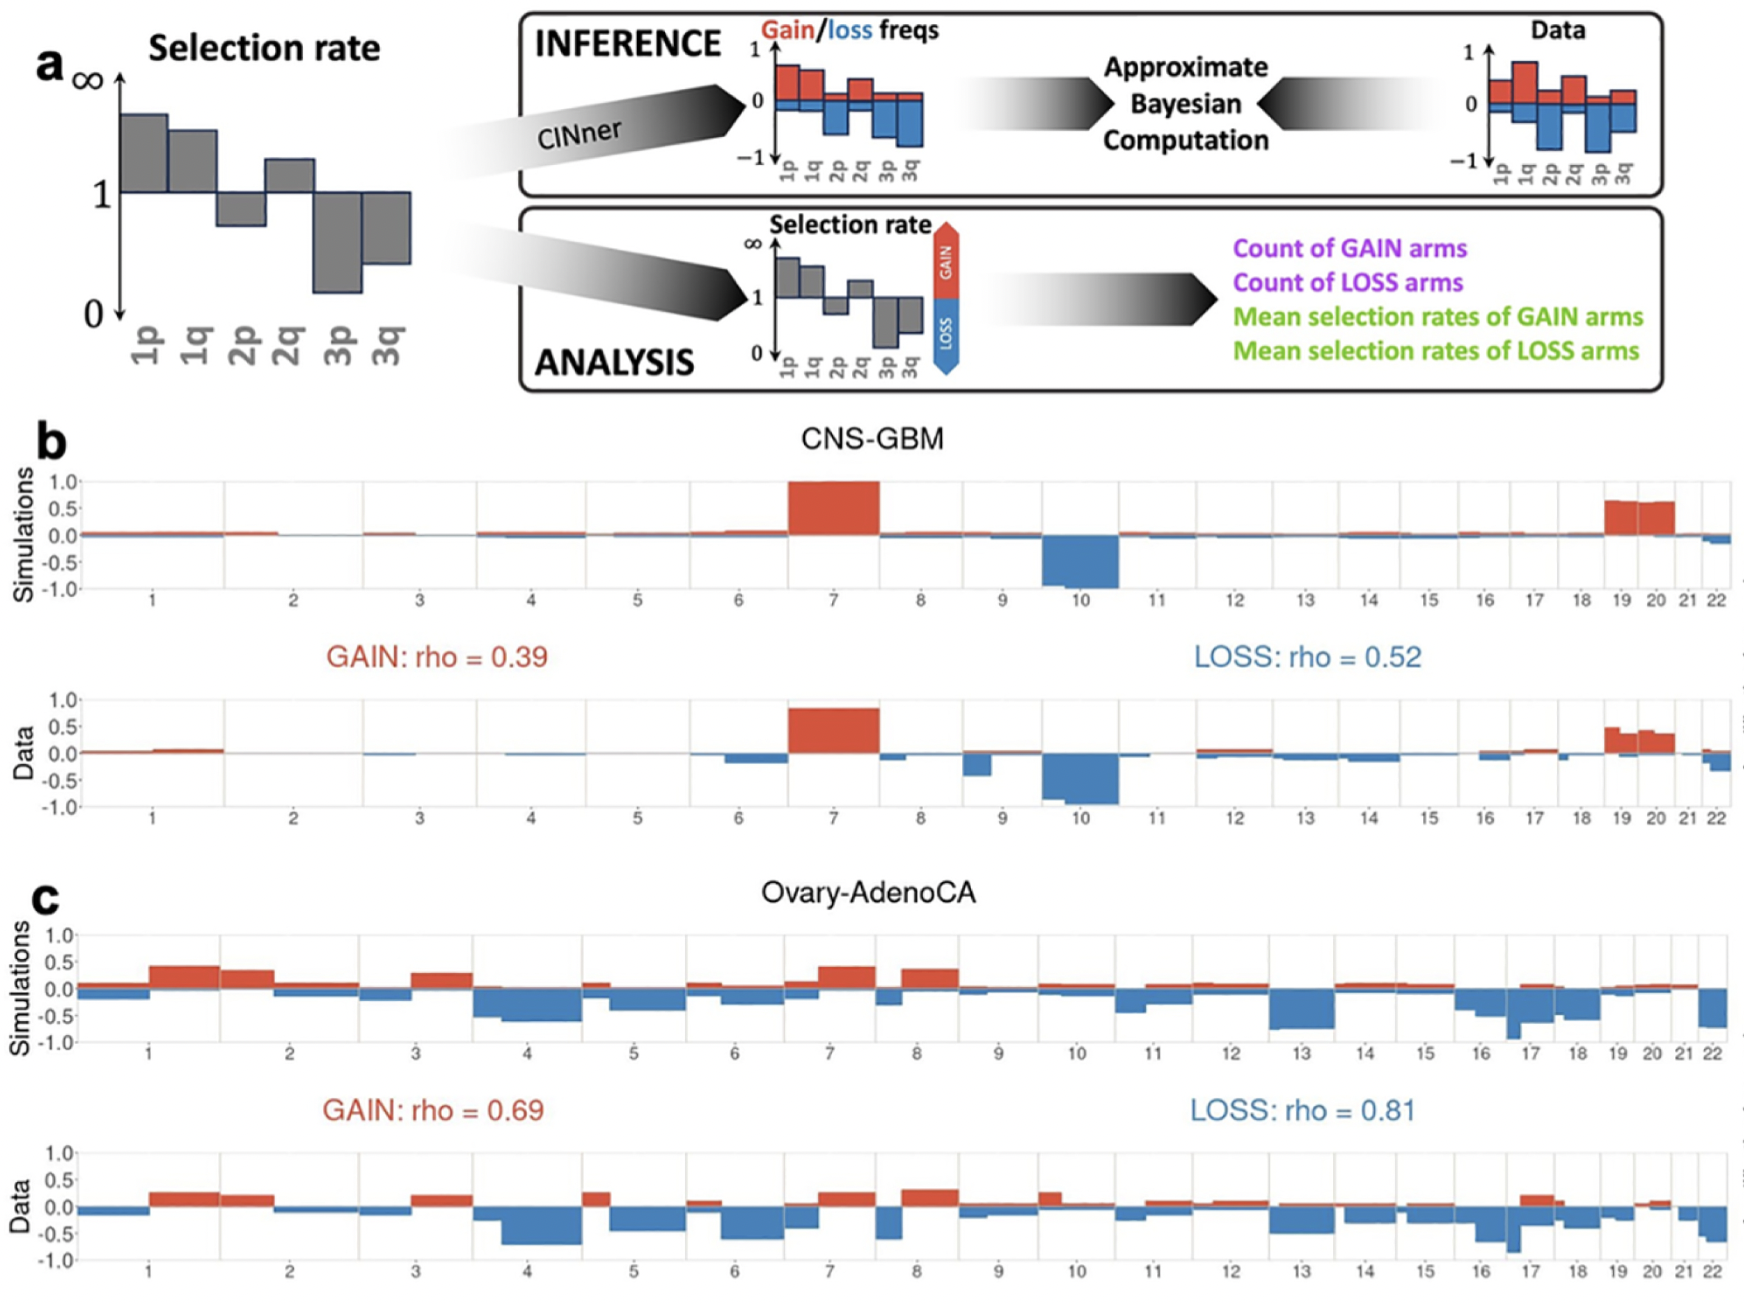 a
Selection rate
∞
1
0
1p 1q 2p 2q 3p 3q
INFERENCE
CINner
Gain/loss freqs
1
0
−1
1p 1q 2p 2q 3p 3q
Approximate
Bayesian
Computation
Data
1
0
−1
1p 1q 2p 2q 3p 3q
ANALYSIS
Selection rate
∞
1
0
1p 1q 2p 2q 3p 3q
GAIN
LOSS
Count of GAIN arms
Count of LOSS arms
Mean selection rates of GAIN arms
Mean selection rates of LOSS arms
b
CNS-GBM
Simulations
1.0
0.5
0.0
-0.5
-1.0
1 2 3 4 5 6 7 8 9 10 11 12 13 14 15 16 17 18 19 20 21 22
GAIN: rho = 0.39
LOSS: rho = 0.52
Data
1.0
0.5
0.0
-0.5
-1.0
1 2 3 4 5 6 7 8 9 10 11 12 13 14 15 16 17 18 19 20 21 22
c
Ovary-AdenoCA
Simulations
1.0
0.5
0.0
-0.5
-1.0
1 2 3 4 5 6 7 8 9 10 11 12 13 14 15 16 17 18 19 20 21 22
GAIN: rho = 0.69
LOSS: rho = 0.81
Data
1.0
0.5
0.0
-0.5
-1.0
1 2 3 4 5 6 7 8 9 10 11 12 13 14 15 16 17 18 19 20 21 22